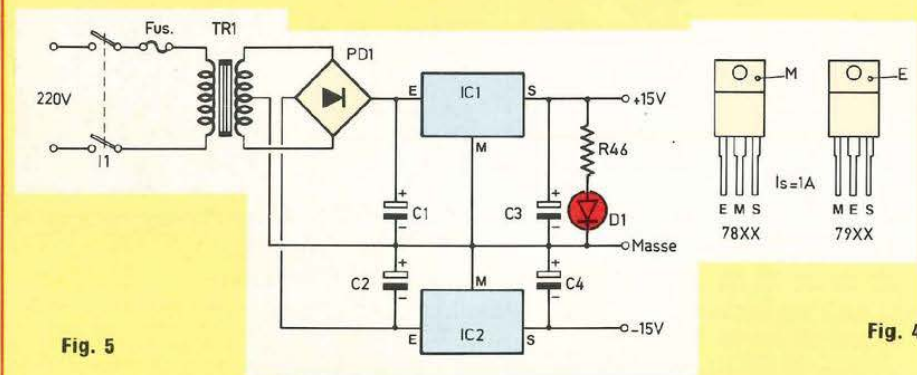 Fus.
TR1
PD1
220V
I1
E
IC1
S
M
+15V
R46
C1
C3
D1
Masse
C2
C4
M
E
IC2
S
-15V
Fig. 5
M
E
Is=1A
E M S
M E S
78XX
79XX
Fig. 4